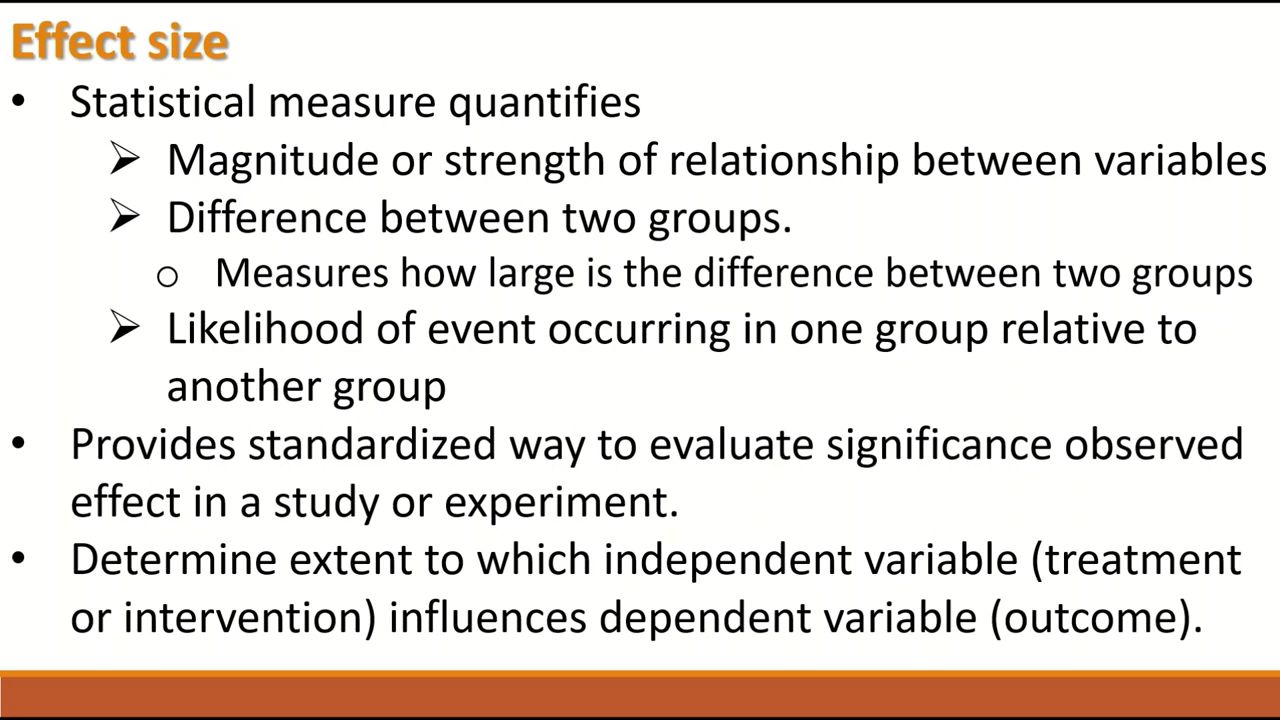 Effect size
• Statistical measure quantifies
➢ Magnitude or strength of relationship between variables
➢ Difference between two groups.
o Measures how large is the difference between two groups
➢ Likelihood of event occurring in one group relative to
another group
• Provides standardized way to evaluate significance observed
effect in a study or experiment.
• Determine extent to which independent variable (treatment
or intervention) influences dependent variable (outcome).